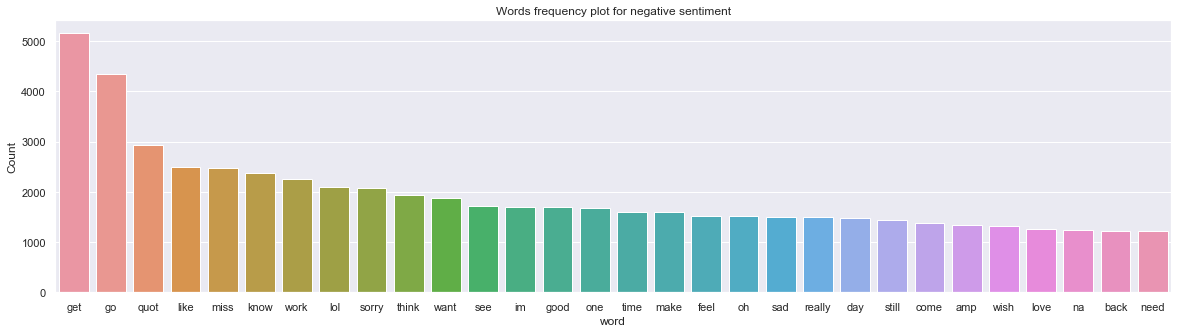 Words frequency plot for negative sentiment
5000
4000
3000
2000
1000
0
Count
get go quot like miss know work lol sorry think want see im good one time make feel oh sad really day still come amp wish love na back need
word